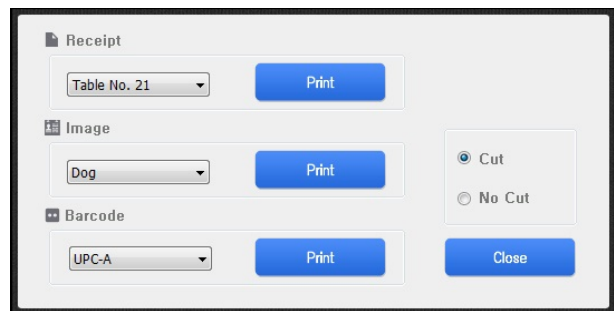 Receipt
Table No. 21
Print
Image
Dog
Print
Cut
No Cut
Barcode
UPC-A
Print
Close